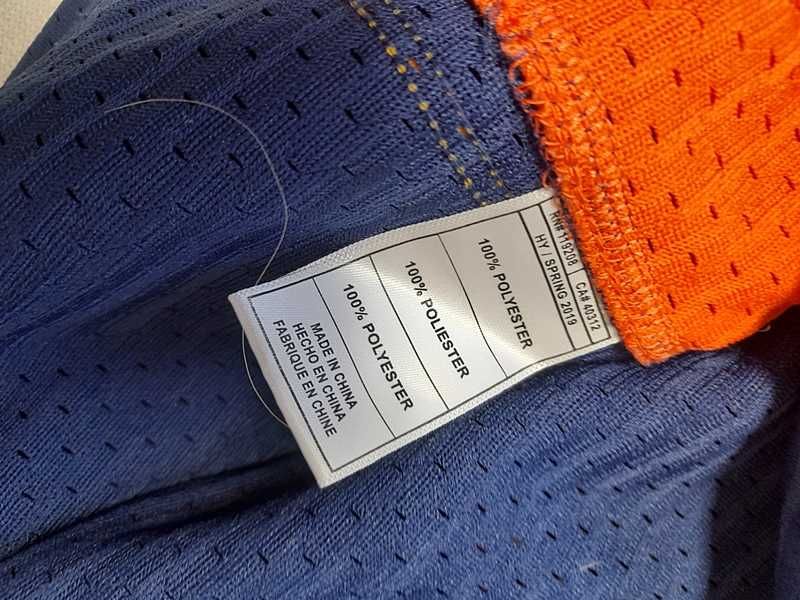 RN# 119208 CA# 40312
HY / SPRING 2019
100% POLYESTER
100% POLIESTER
100% POLYESTER
MADE IN CHINA
HECHO EN CHINA
FABRIQUE EN CHINE